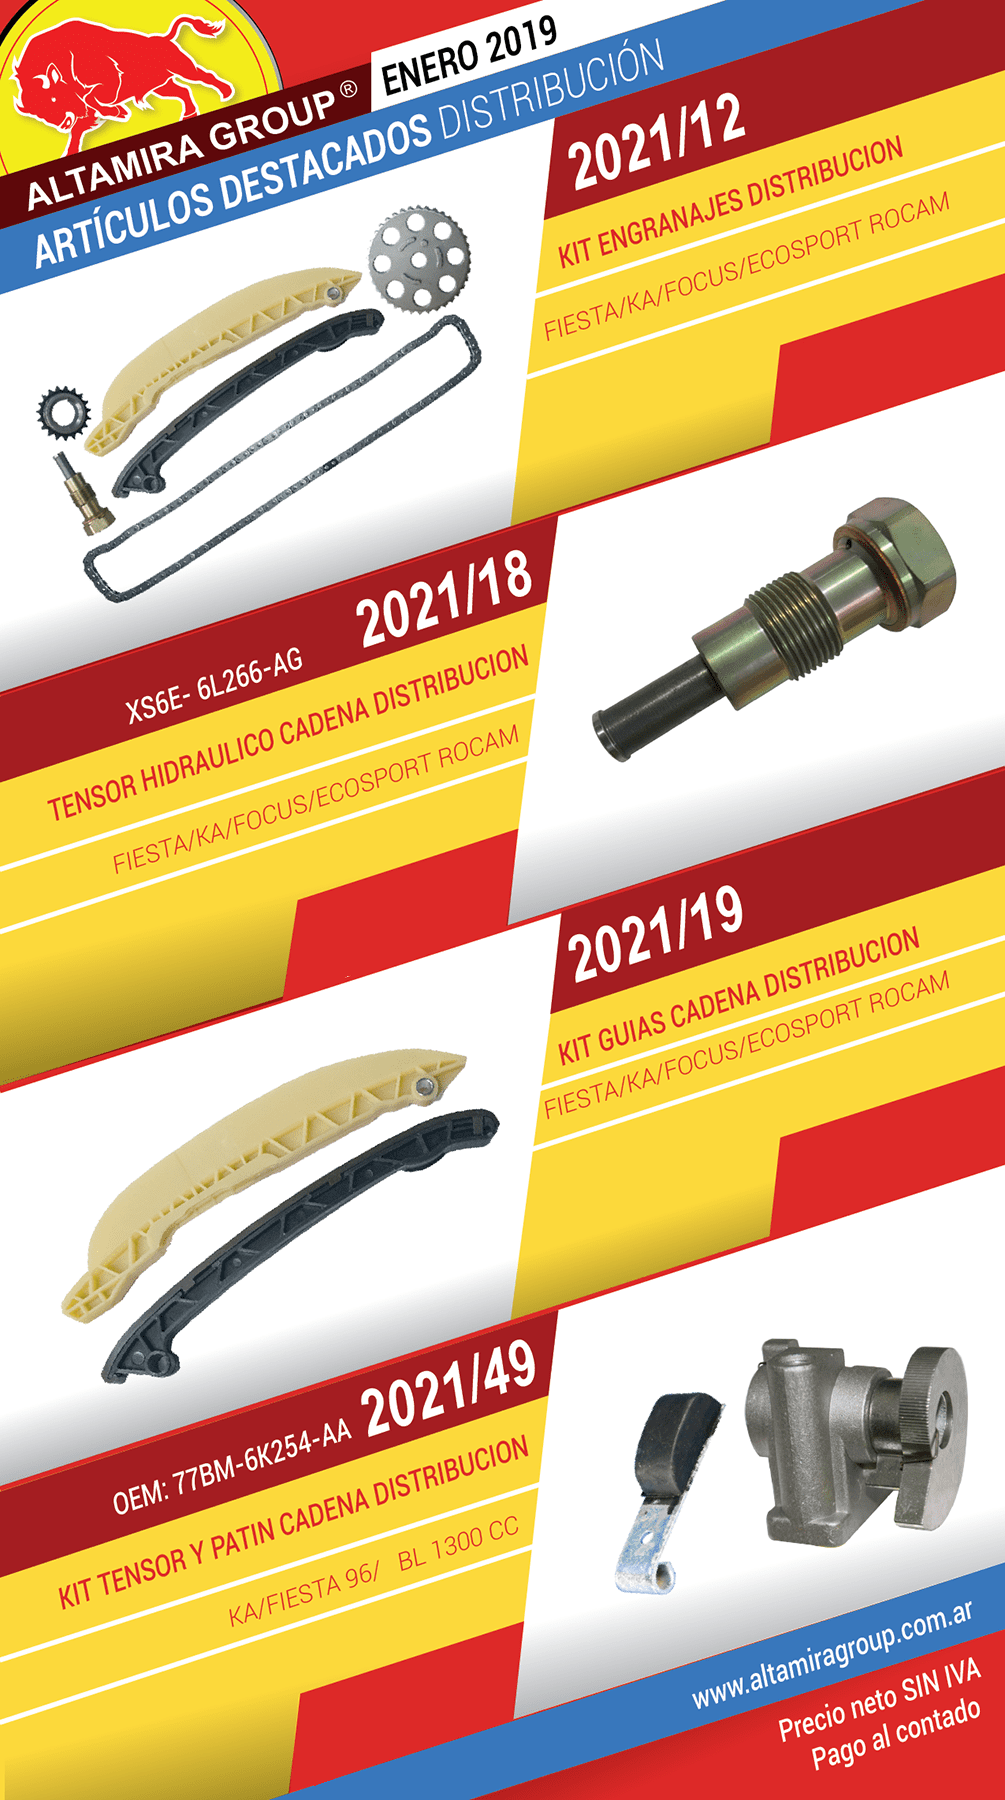 ALTAMIRA GROUP®
ENERO 2019
ARTÍCULOS DESTACADOS DISTRIBUCIÓN
2021/12
KIT ENGRANAJES DISTRIBUCION
FIESTA/KA/FOCUS/ECOSPORT ROCAM
XS6E- 6L266-AG 2021/18
TENSOR HIDRAULICO CADENA DISTRIBUCION
FIESTA/KA/FOCUS/ECOSPORT ROCAM
2021/19
KIT GUIAS CADENA DISTRIBUCION
FIESTA/KA/FOCUS/ECOSPORT ROCAM
OEM: 77BM-6K254-AA 2021/49
KIT TENSOR Y PATIN CADENA DISTRIBUCION
KA/FIESTA 96/ BL 1300 CC
www.altamiragroup.com.ar
Precio neto SIN IVA
Pago al contado